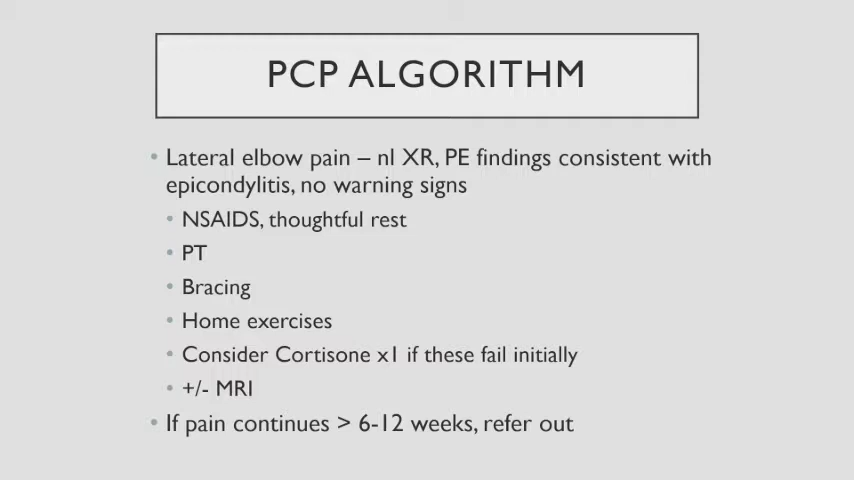 PCP ALGORITHM
• Lateral elbow pain – nl XR, PE findings consistent with
epicondylitis, no warning signs
• NSAIDS, thoughtful rest
• PT
• Bracing
• Home exercises
• Consider Cortisone x1 if these fail initially
• +/- MRI
• If pain continues > 6-12 weeks, refer out